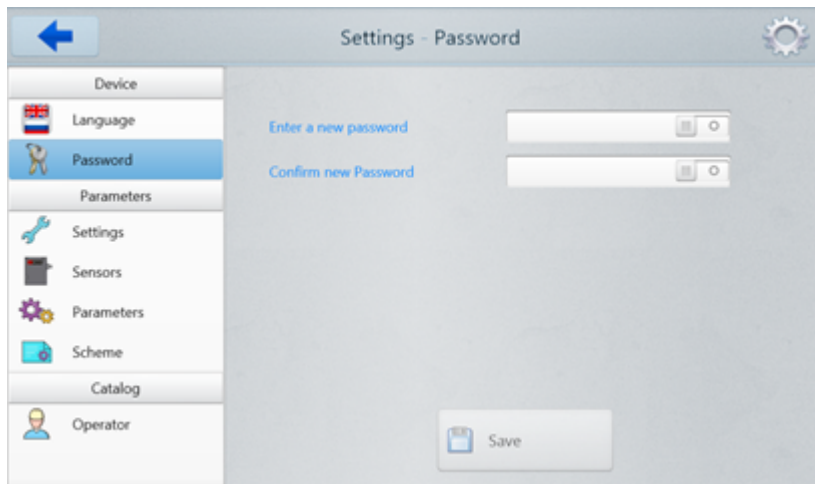 Settings - Password
Device
Language
Password
Parameters
Settings
Sensors
Parameters
Scheme
Catalog
Operator
Enter a new password
Confirm new Password
Save